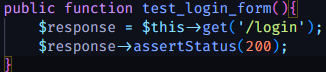 public function test_login_form(){
    $response = $this->get('/login');
    $response->assertStatus(200);
}